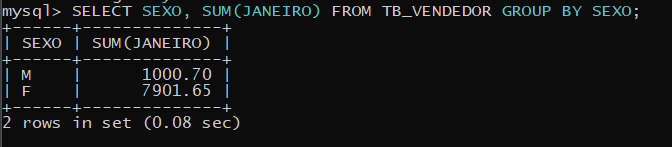 mysql> SELECT SEXO, SUM(JANEIRO) FROM TB_VENDEDOR GROUP BY SEXO;
+------+--------------+
| SEXO | SUM(JANEIRO) |
+------+--------------+
| M    |      1000.70 |
| F    |      7901.65 |
+------+--------------+
2 rows in set (0.08 sec)